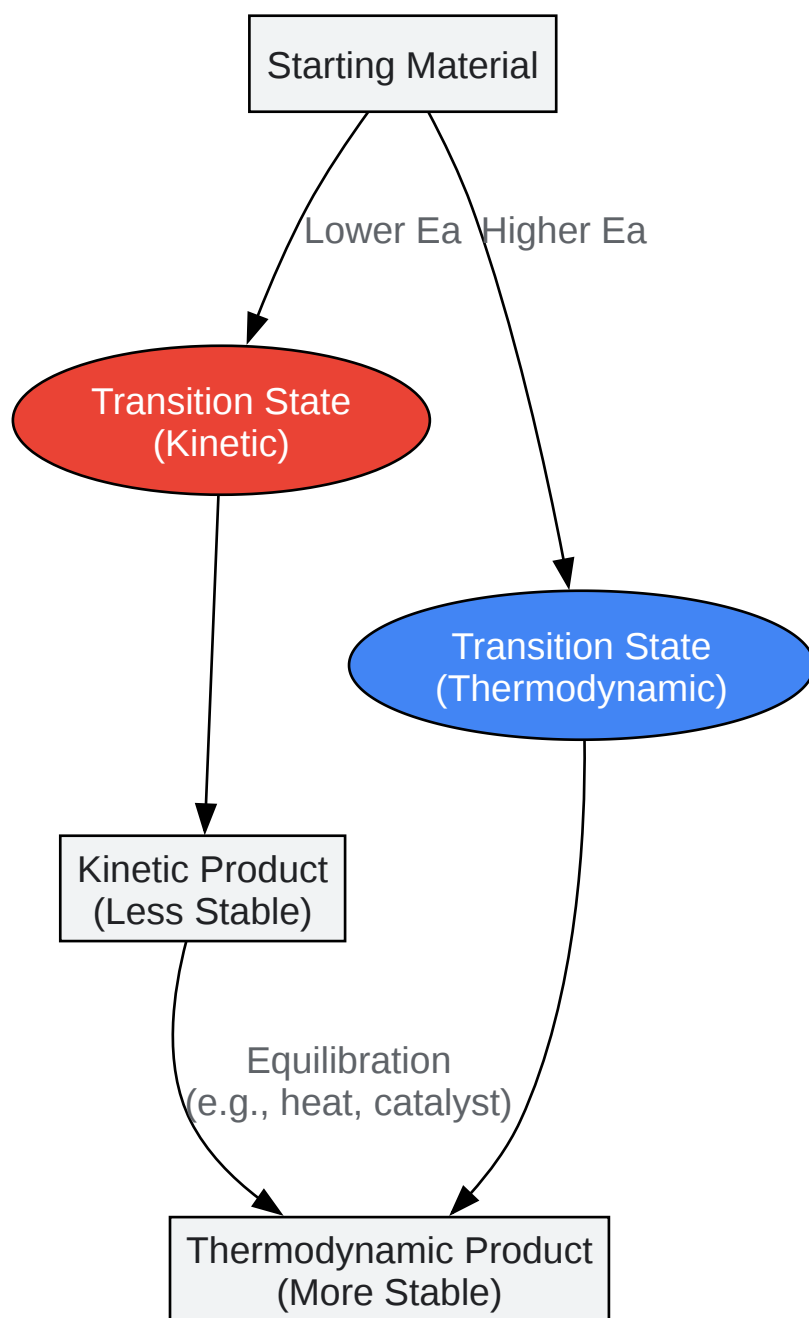 Starting Material
Lower Ea
Higher Ea
Transition State
(Kinetic)
Transition State
(Thermodynamic)
Kinetic Product
(Less Stable)
Equilibration
(e.g., heat, catalyst)
Thermodynamic Product
(More Stable)